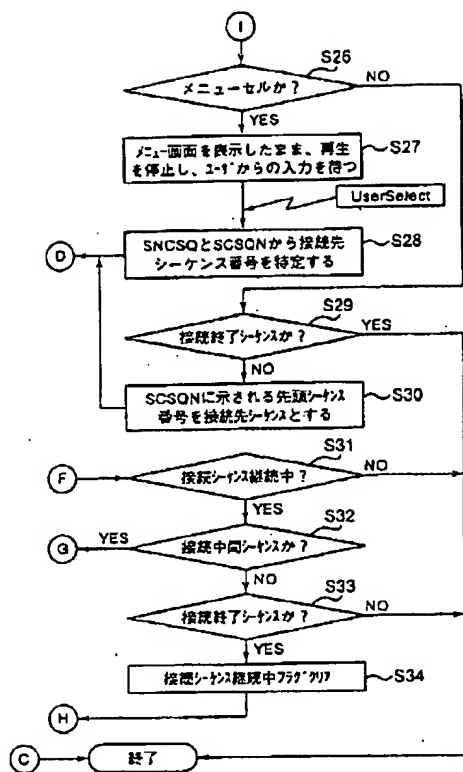 I
S26
メニューセルか?
NO
YES
メニュー画面を表示したまま、再生
を停止し、ユーザからの入力を待つ
S27
UserSelect
SNCSQとSCSQNから接続先
シーケンス番号を特定する
S28
D
S29
接続終了シーケンスか?
YES
NO
SCSQNに示される先頭シーケンス
番号を接続先シーケンスとする
S30
S31
F
接続シーケンス継続中?
NO
YES
S32
G
YES
接続中間シーケンスか?
NO
S33
接続終了シーケンスか?
NO
YES
接続シーケンス継続中フラグクリア
S34
H
C
終了